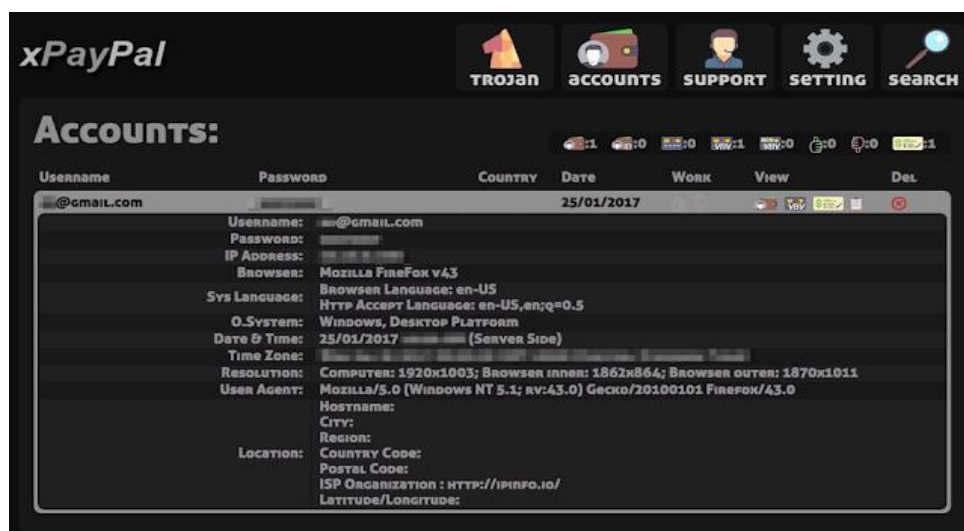 xPayPal
Trojan accounts support setting search
Accounts:
:1 :0 :0 VBV:1 :0 :0 :0 :1
Username Password Country Date Work View Del
@gmail.com 25/01/2017 VBV
Username: @gmail.com
Password:
IP Address:
Browser: Mozilla FireFox v43
Sys Language: Browser Language: en-US
Http Accept Language: en-US,en;q=0.5
O.System: Windows, Desktop Platform
Date & Time: 25/01/2017 (Server Side)
Time Zone:
Resolution: Computer: 1920x1003; Browser inner: 1862x864; Browser outer: 1870x1011
User Agent: Mozilla/5.0 (Windows NT 5.1; rv:43.0) Gecko/20100101 Firefox/43.0
Location: Hostname:
City:
Region:
Country Code:
Postal Code:
ISP Organization : http://ipinfo.io/
Latitude/Longitude: